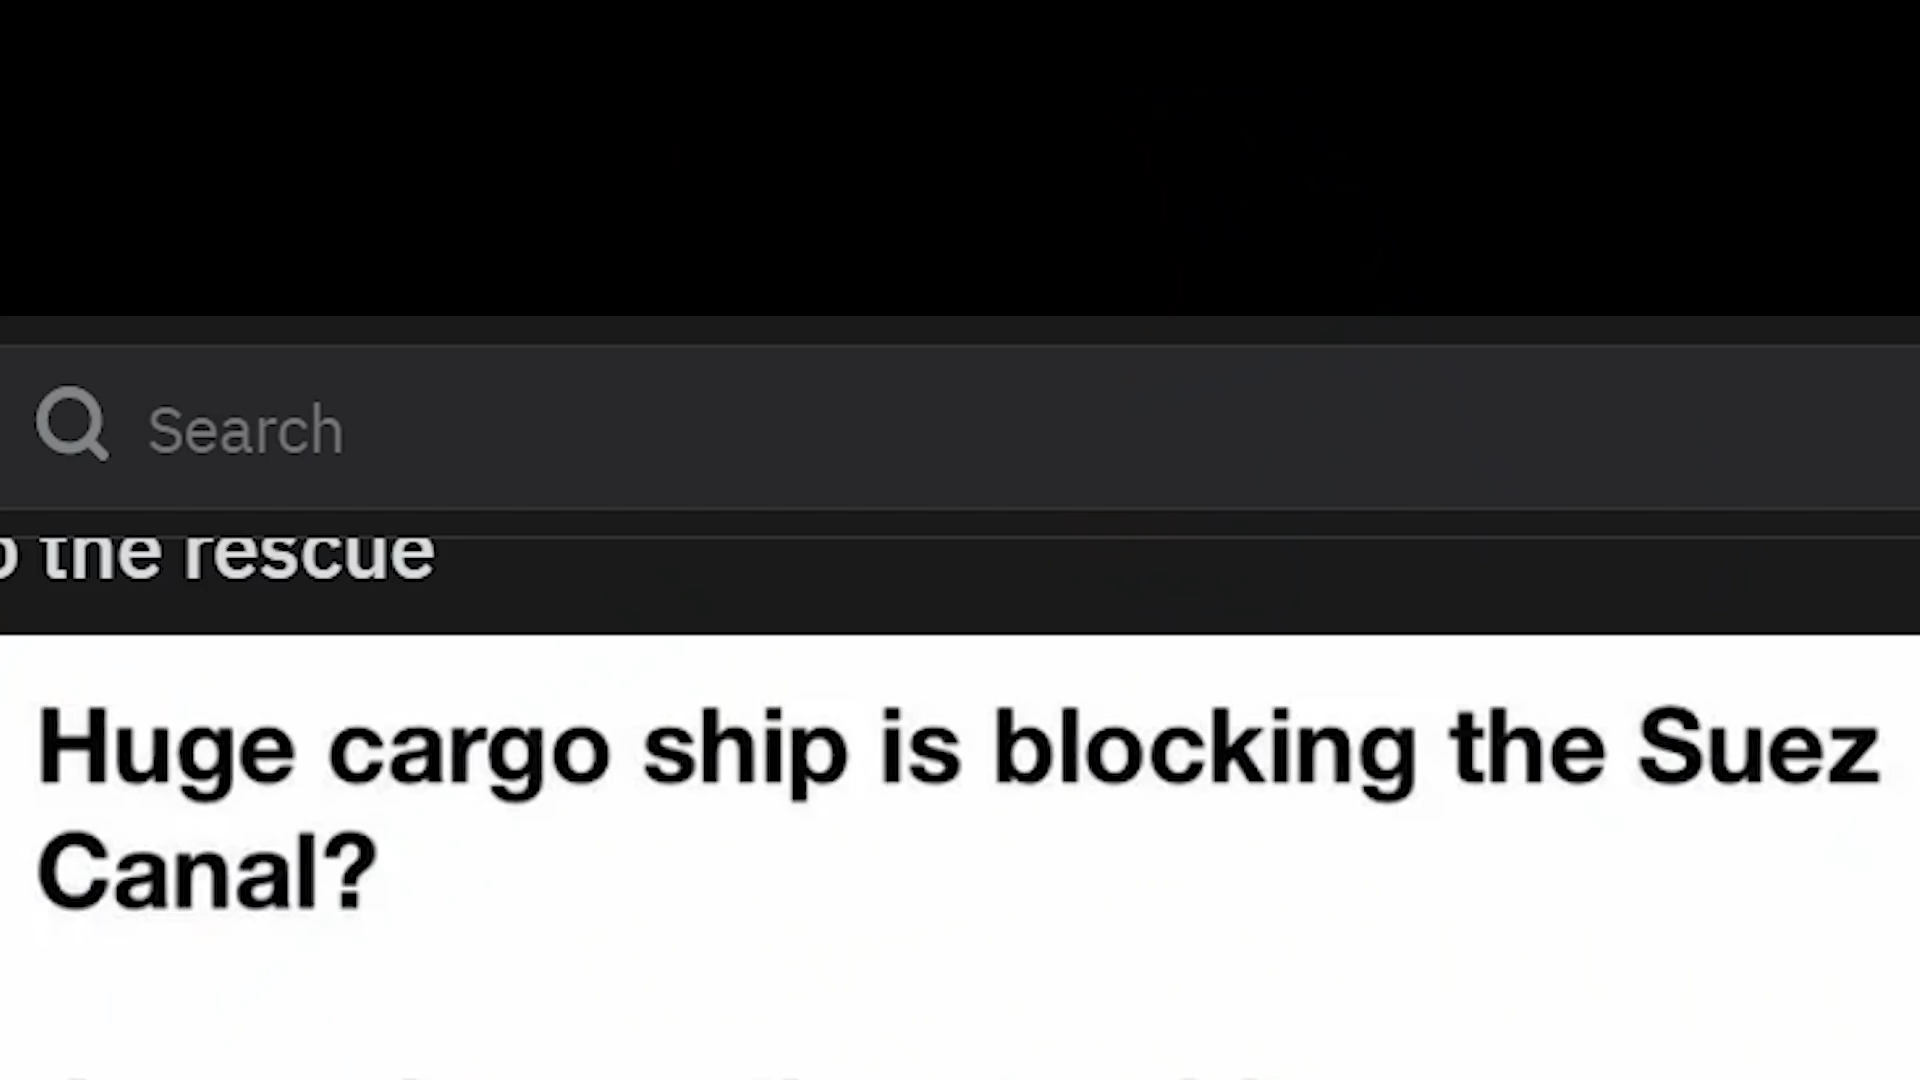 Search
the rescue
Huge cargo ship is blocking the Suez
Canal?